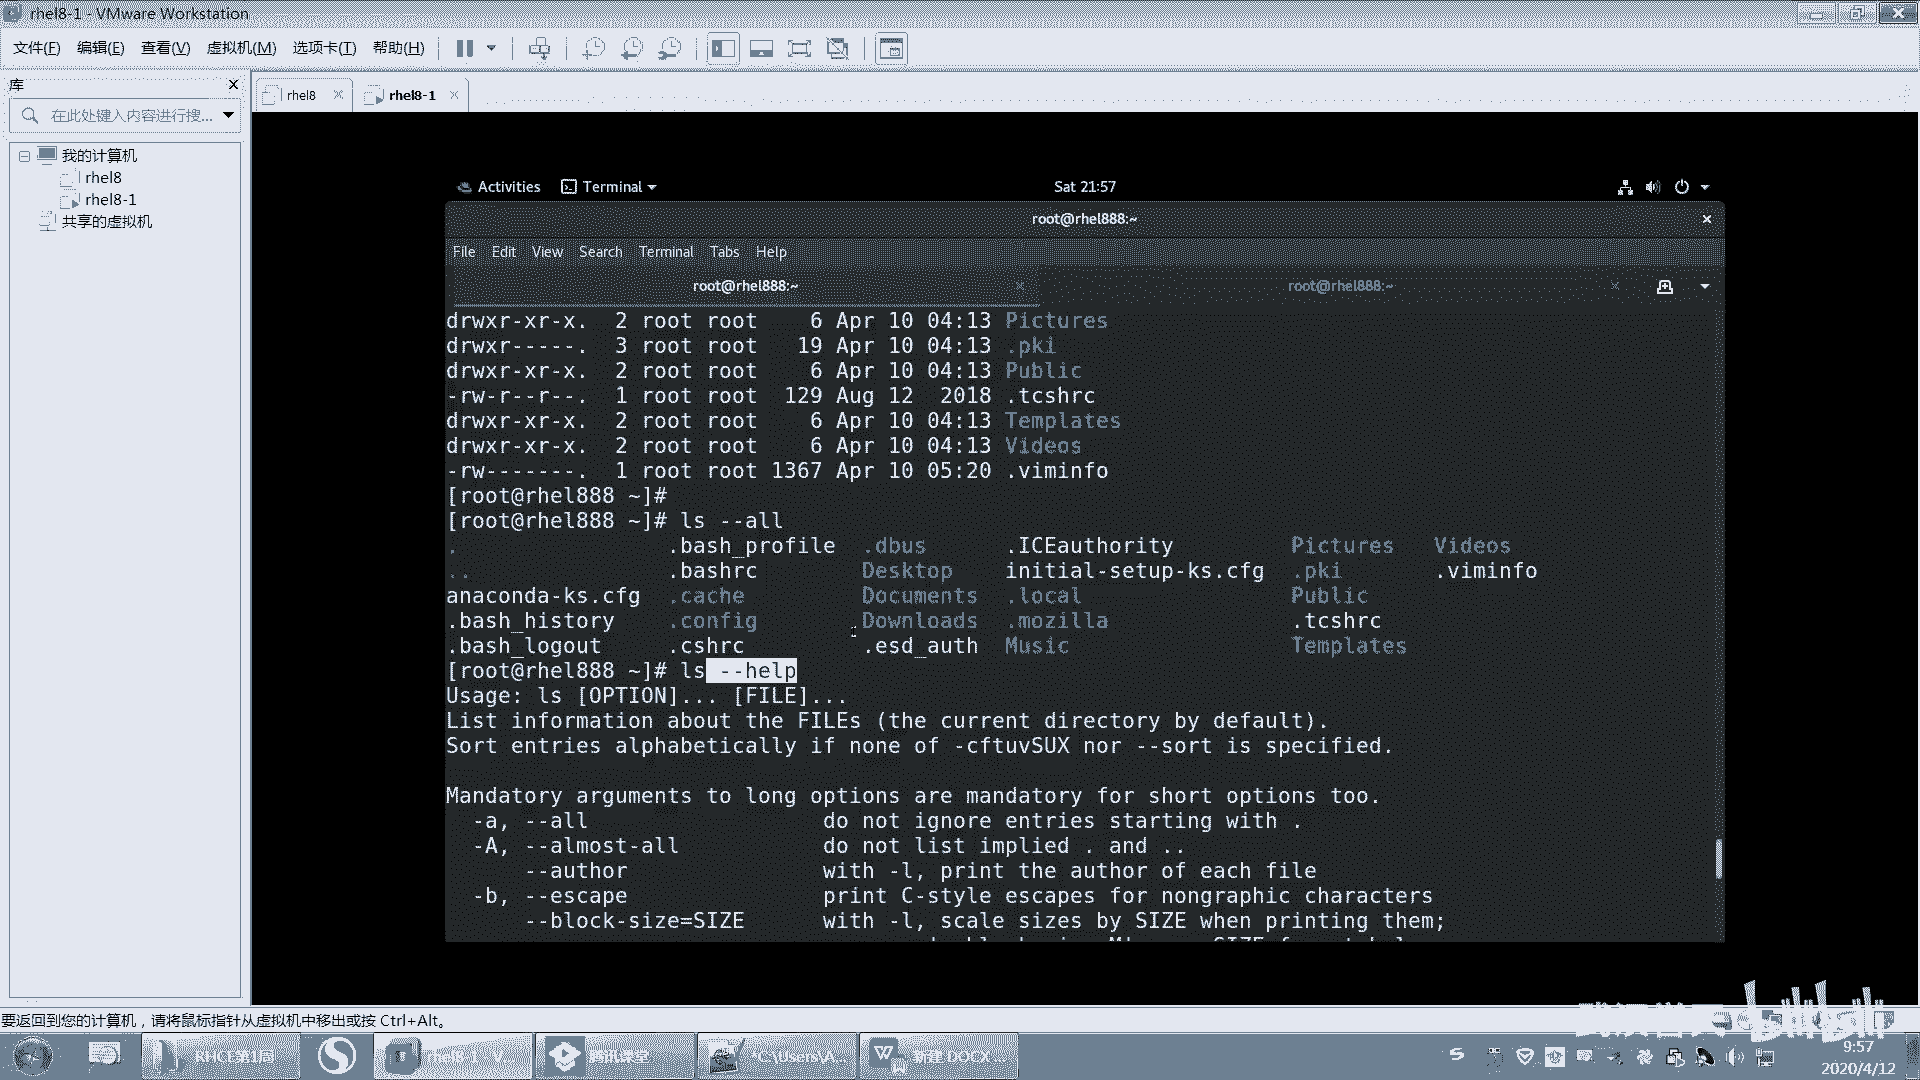 rhel8-1 - VMware Workstation
文件(F) 编辑(E) 查看(V) 虚拟机(M) 选项卡(T) 帮助(H)
库
在此处键入内容进行搜...
我的计算机
rhel8
rhel8-1
共享的虚拟机
rhel8 rhel8-1
Activities Terminal Sat 21:57
root@rhel888:~
File Edit View Search Terminal Tabs Help
root@rhel888:~ root@rhel888:~
drwxr-xr-x. 2 root root 6 Apr 10 04:13 Pictures
drwxr-----. 3 root root 19 Apr 10 04:13 .pki
drwxr-xr-x. 2 root root 6 Apr 10 04:13 Public
-rw-r--r--. 1 root root 129 Aug 12 2018 .tcshrc
drwxr-xr-x. 2 root root 6 Apr 10 04:13 Templates
drwxr-xr-x. 2 root root 6 Apr 10 04:13 Videos
-rw-------. 1 root root 1367 Apr 10 05:20 .viminfo
[root@rhel888 ~]#
[root@rhel888 ~]# ls --all
. .bash_profile .dbus .ICEauthority Pictures Videos
.. .bashrc Desktop initial-setup-ks.cfg .pki .viminfo
anaconda-ks.cfg .cache Documents .local Public
.bash_history .config Downloads .mozilla .tcshrc
.bash_logout .cshrc .esd_auth Music Templates
[root@rhel888 ~]# ls --help
Usage: ls [OPTION]... [FILE]...
List information about the FILEs (the current directory by default).
Sort entries alphabetically if none of -cftuvSUX nor --sort is specified.
Mandatory arguments to long options are mandatory for short options too.
-a, --all do not ignore entries starting with .
-A, --almost-all do not list implied . and ..
--author with -l, print the author of each file
-b, --escape print C-style escapes for nongraphic characters
--block-size=SIZE with -l, scale sizes by SIZE when printing them;
要返回到您的计算机，请将鼠标指针从虚拟机中移出或按 Ctrl+Alt。
RHCE第1周 rhel8-1 - V... 腾讯课堂 *C:\Users\A... 新建 DOCX ...
bilibili
9:57
2020/4/12